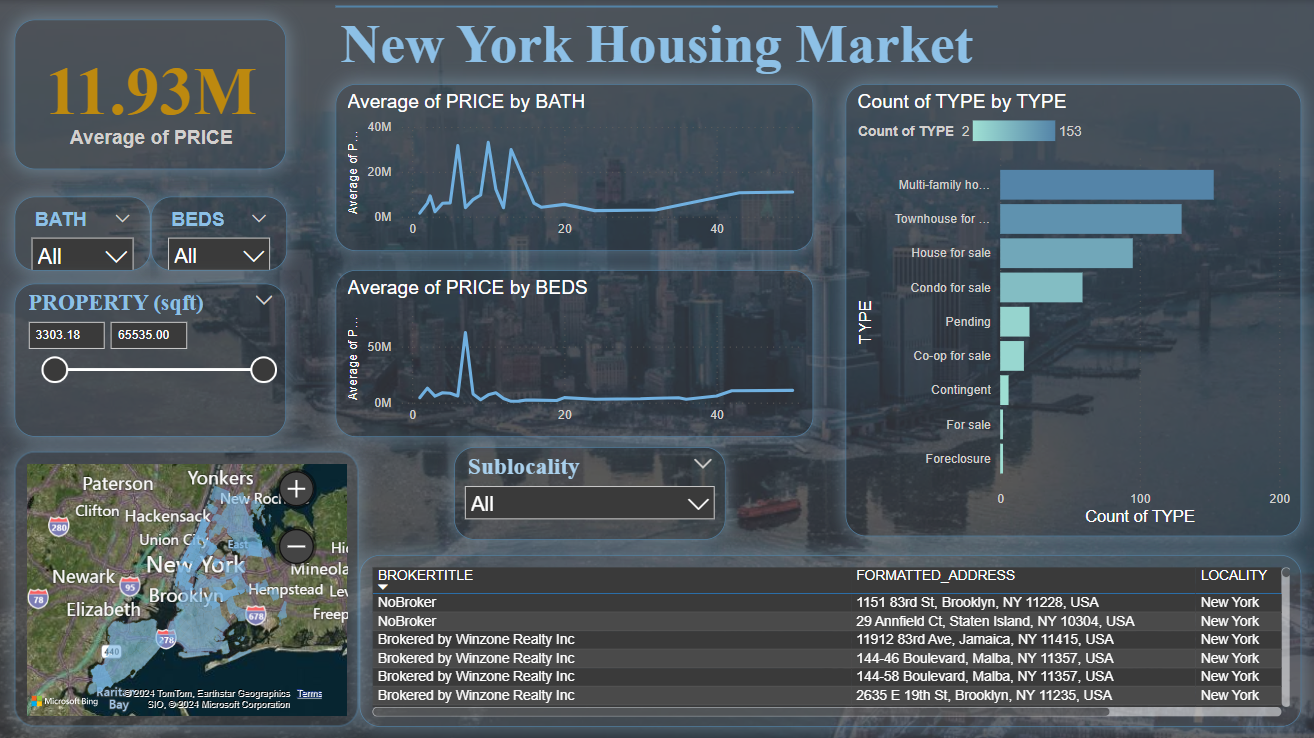 New York Housing Market
11.93M
Average of PRICE
BATH
All
BEDS
All
PROPERTY (sqft)
3303.18
65535.00
Average of PRICE by BATH
Average of P...
40M
20M
0M
0
20
40
Average of PRICE by BEDS
Average of P...
50M
0M
0
20
40
Count of TYPE by TYPE
Count of TYPE 2 153
TYPE
Multi-family ho...
Townhouse for ...
House for sale
Condo for sale
Pending
Co-op for sale
Contingent
For sale
Foreclosure
0
100
200
Count of TYPE
Sublocality
All
Paterson
Yonkers
Clifton
New Roc
Hackensack
280
Union City
East
Hi
New York
Mineola
Newark
95
78
Brooklyn
Hempstead
Lev
Elizabeth
678
Freep
278
440
Raritan
Bay
Microsoft Bing
© 2024 TomTom, Earthstar Geographics Terms
SIO, © 2024 Microsoft Corporation
BROKERTITLE FORMATTED_ADDRESS LOCALITY
NoBroker 1151 83rd St, Brooklyn, NY 11228, USA New York
NoBroker 29 Annfield Ct, Staten Island, NY 10304, USA New York
Brokered by Winzone Realty Inc 11912 83rd Ave, Jamaica, NY 11415, USA New York
Brokered by Winzone Realty Inc 144-46 Boulevard, Malba, NY 11357, USA New York
Brokered by Winzone Realty Inc 144-58 Boulevard, Malba, NY 11357, USA New York
Brokered by Winzone Realty Inc 2635 E 19th St, Brooklyn, NY 11235, USA New York